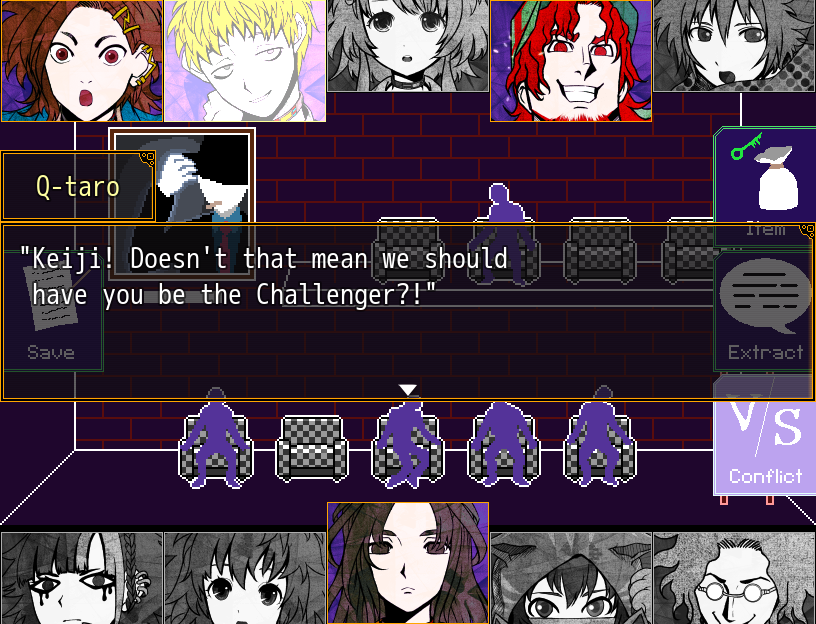 Q-taro
"Keiji! Doesn't that mean we should
have you be the Challenger?!"
Item
Save
Extract
VS
Conflict